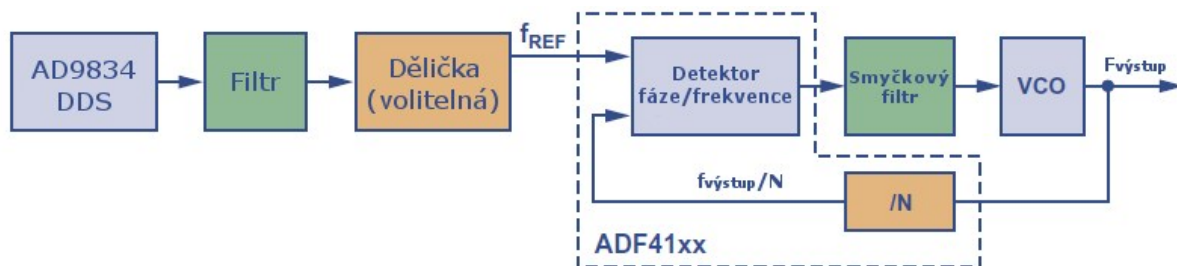 AD9834
DDS
Filtr
Dělička
(volitelná)
fREF
Detektor
fáze/frekvence
Smyčkový
filtr
VCO
Fvýstup
fvýstup/N
/N
ADF41xx